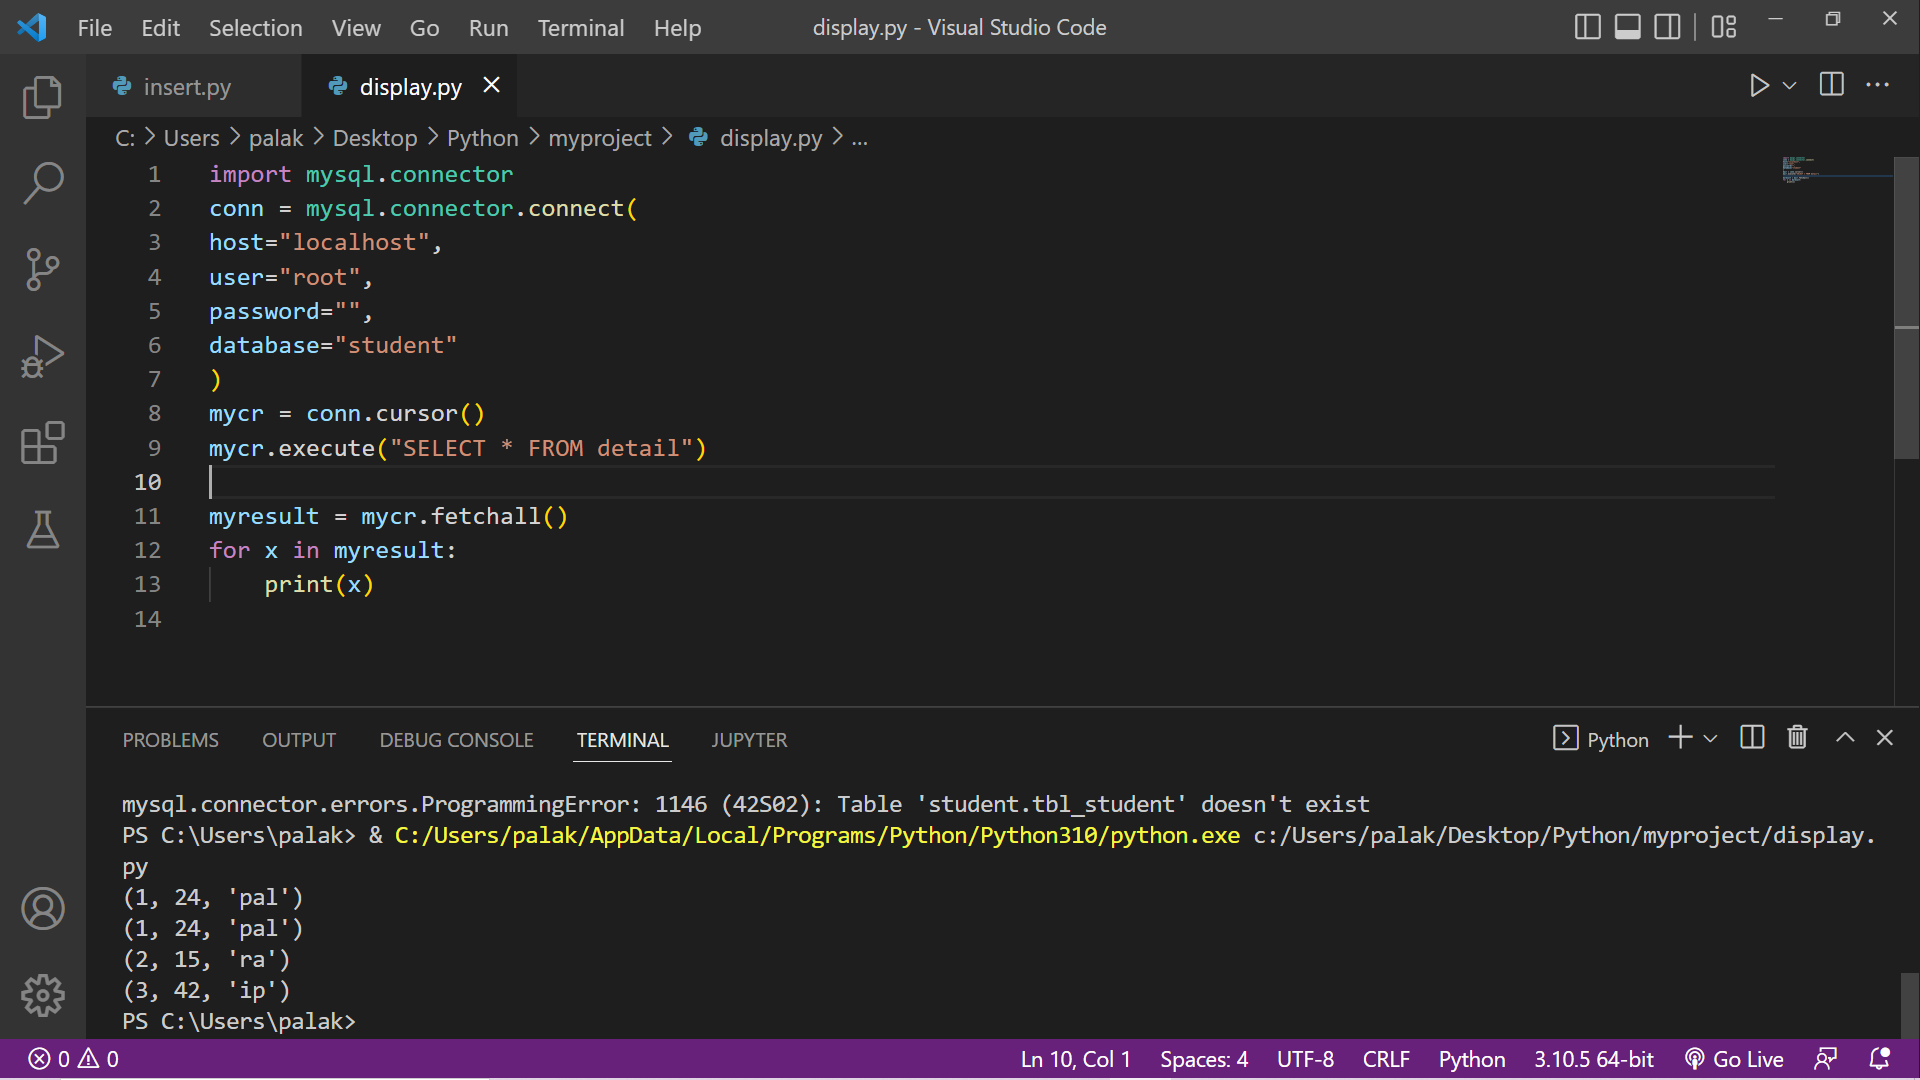 File Edit Selection View Go Run Terminal Help display.py - Visual Studio Code
insert.py display.py
C: > Users > palak > Desktop > Python > myproject > display.py > ...
1 import mysql.connector
2 conn = mysql.connector.connect(
3 host="localhost",
4 user="root",
5 password="",
6 database="student"
7 )
8 mycr = conn.cursor()
9 mycr.execute("SELECT * FROM detail")
10
11 myresult = mycr.fetchall()
12 for x in myresult:
13     print(x)
14
PROBLEMS OUTPUT DEBUG CONSOLE TERMINAL JUPYTER Python
mysql.connector.errors.ProgrammingError: 1146 (42S02): Table 'student.tbl_student' doesn't exist
PS C:\Users\palak> & C:/Users/palak/AppData/Local/Programs/Python/Python310/python.exe c:/Users/palak/Desktop/Python/myproject/display.
py
(1, 24, 'pal')
(1, 24, 'pal')
(2, 15, 'ra')
(3, 42, 'ip')
PS C:\Users\palak>
0 0 Ln 10, Col 1 Spaces: 4 UTF-8 CRLF Python 3.10.5 64-bit Go Live